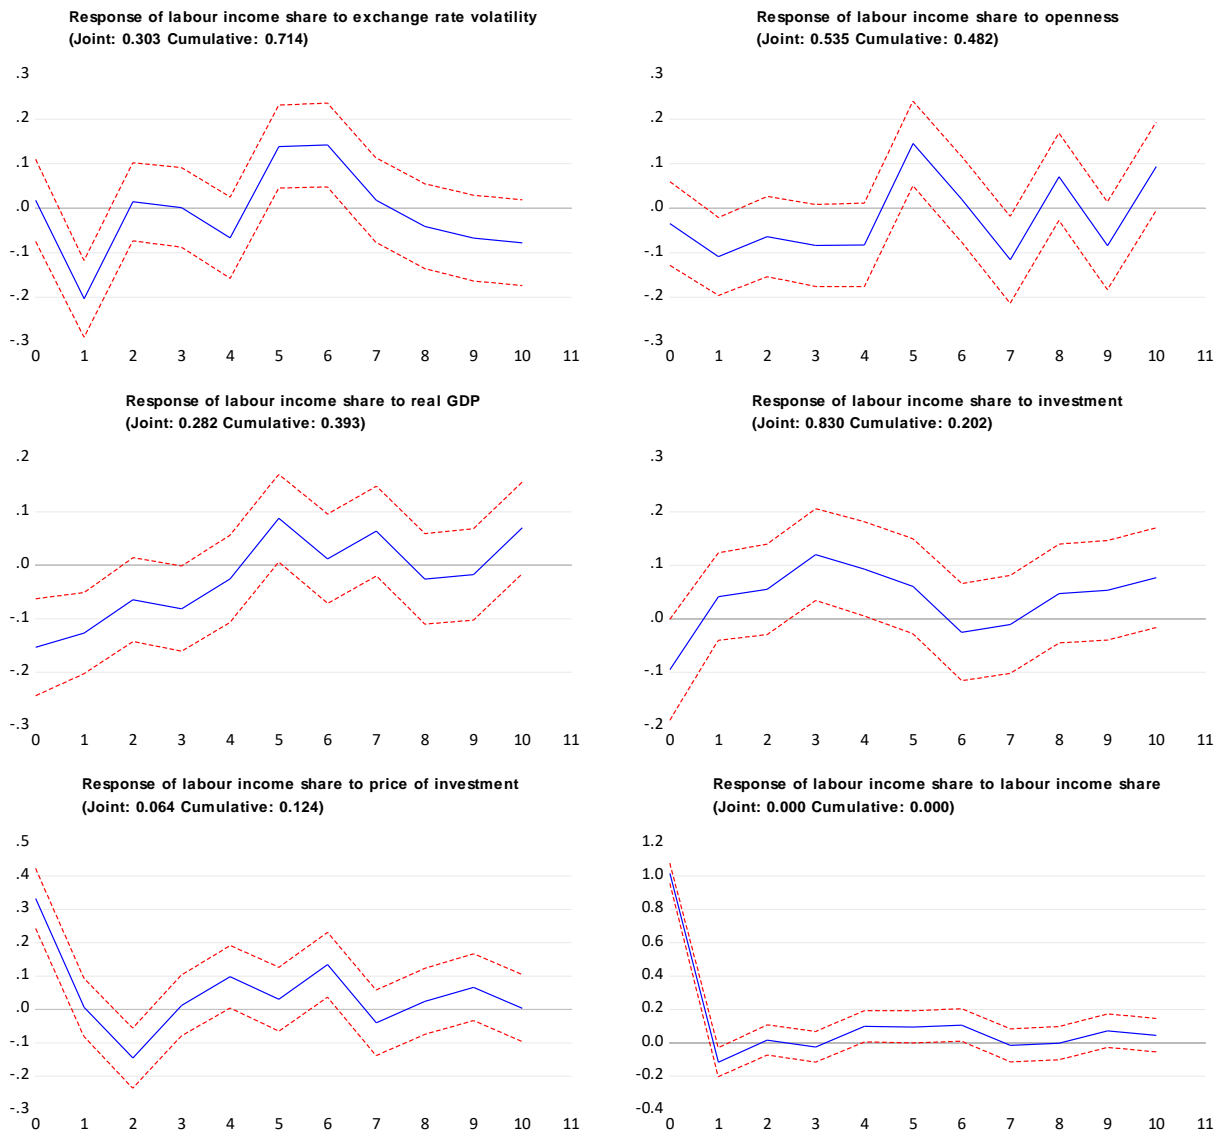 Response of labour income share to exchange rate volatility
(Joint: 0.303 Cumulative: 0.714)
.3
.2
.1
.0
-.1
-.2
-.3
0 1 2 3 4 5 6 7 8 9 10 11
Response of labour income share to openness
(Joint: 0.535 Cumulative: 0.482)
.3
.2
.1
.0
-.1
-.2
-.3
0 1 2 3 4 5 6 7 8 9 10 11
Response of labour income share to real GDP
(Joint: 0.282 Cumulative: 0.393)
.2
.1
.0
-.1
-.2
-.3
0 1 2 3 4 5 6 7 8 9 10 11
Response of labour income share to investment
(Joint: 0.830 Cumulative: 0.202)
.3
.2
.1
.0
-.1
-.2
0 1 2 3 4 5 6 7 8 9 10 11
Response of labour income share to price of investment
(Joint: 0.064 Cumulative: 0.124)
.5
.4
.3
.2
.1
.0
-.1
-.2
-.3
0 1 2 3 4 5 6 7 8 9 10 11
Response of labour income share to labour income share
(Joint: 0.000 Cumulative: 0.000)
1.2
1.0
0.8
0.6
0.4
0.2
0.0
-0.2
-0.4
0 1 2 3 4 5 6 7 8 9 10 11